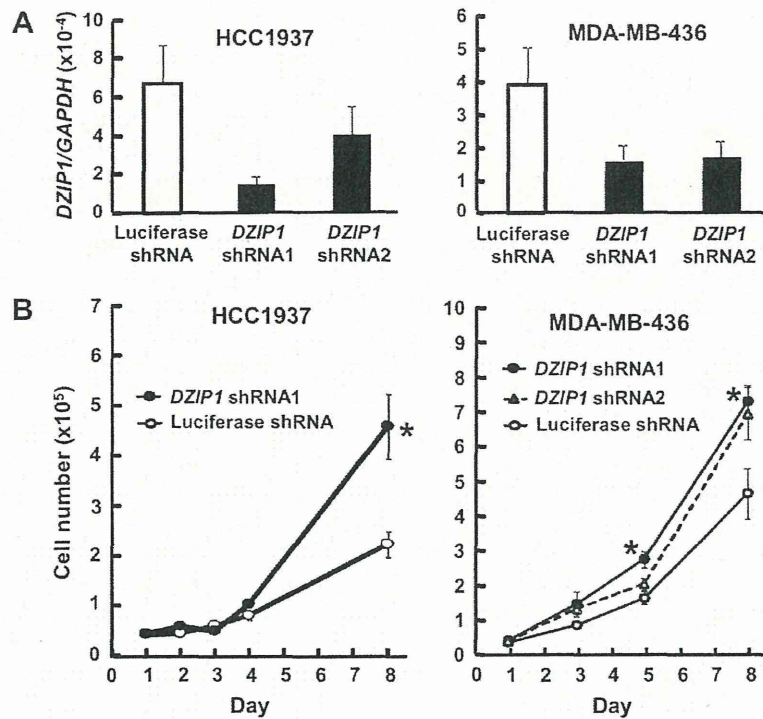 A
HCC1937
MDA-MB-436
DZIP1/GAPDH (x10-4)
10
8
6
4
2
0
6
5
4
3
2
1
0
Luciferase shRNA
DZIP1 shRNA1
DZIP1 shRNA2
Luciferase shRNA
DZIP1 shRNA1
DZIP1 shRNA2
B
HCC1937
MDA-MB-436
Cell number (x10⁵)
7
6
5
4
3
2
1
0
DZIP1 shRNA1
Luciferase shRNA
*
0 1 2 3 4 5 6 7 8
Day
10
9
8
7
6
5
4
3
2
1
0
DZIP1 shRNA1
DZIP1 shRNA2
Luciferase shRNA
*
*
0 1 2 3 4 5 6 7 8
Day